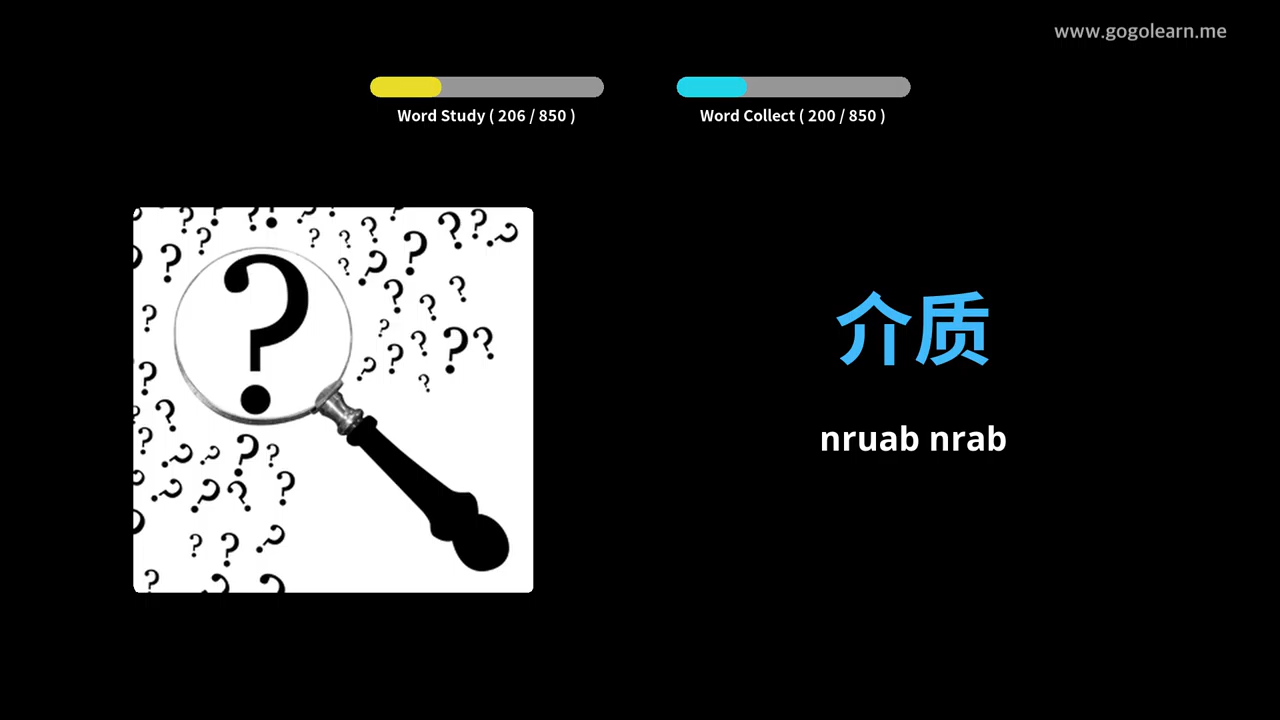 www.gogolearn.me
Word Study ( 206 / 850 )
Word Collect ( 200 / 850 )
介质
nruab nrab